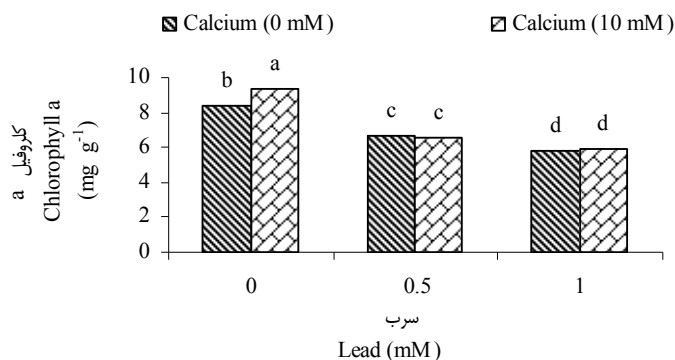 Calcium (0 mM) Calcium (10 mM)
كلروفيل a
Chlorophyll a
(mg g-1)
10
8
6
4
2
0
b a c c d d
0 0.5 1
سرب
Lead (mM)